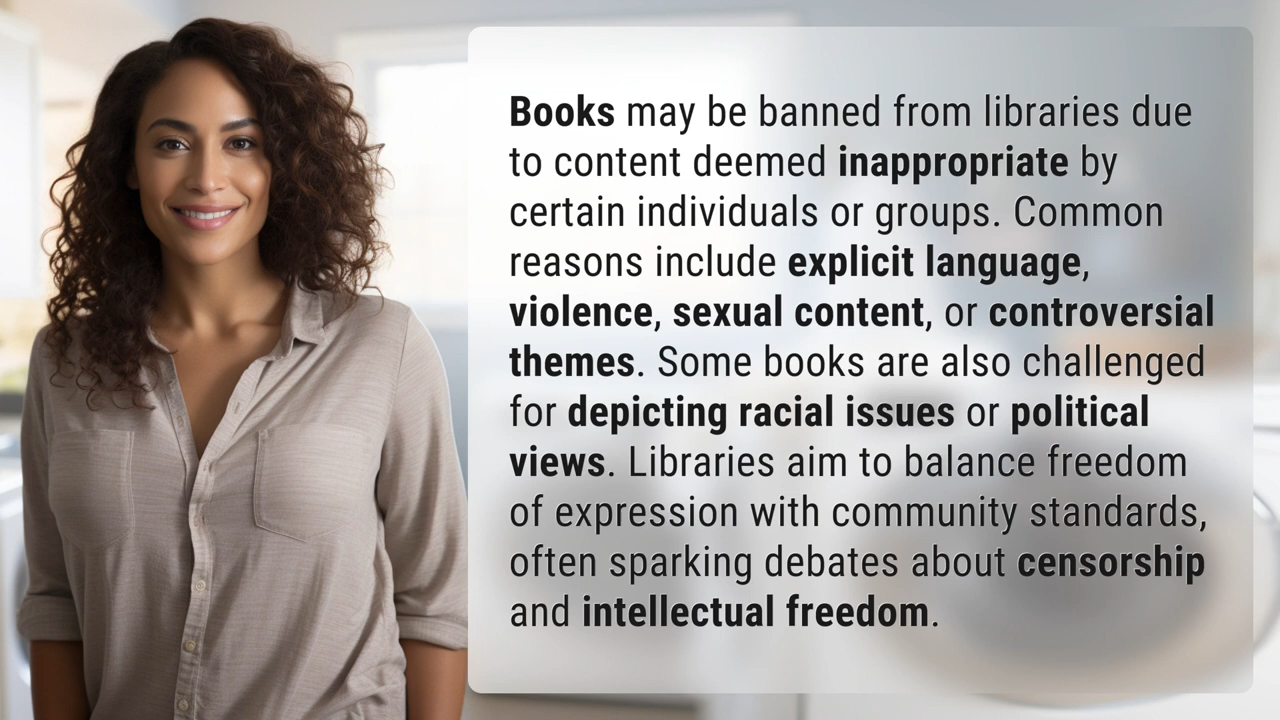 Books may be banned from libraries due
to content deemed inappropriate by
certain individuals or groups. Common
reasons include explicit language,
violence, sexual content, or controversial
themes. Some books are also challenged
for depicting racial issues or political
views. Libraries aim to balance freedom
of expression with community standards,
often sparking debates about censorship
and intellectual freedom.